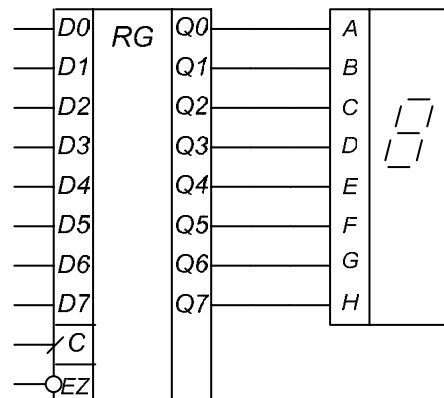 D0 RG Q0 A
D1 Q1 B
D2 Q2 C
D3 Q3 D
D4 Q4 E
D5 Q5 F
D6 Q6 G
D7 Q7 H
C
EZ